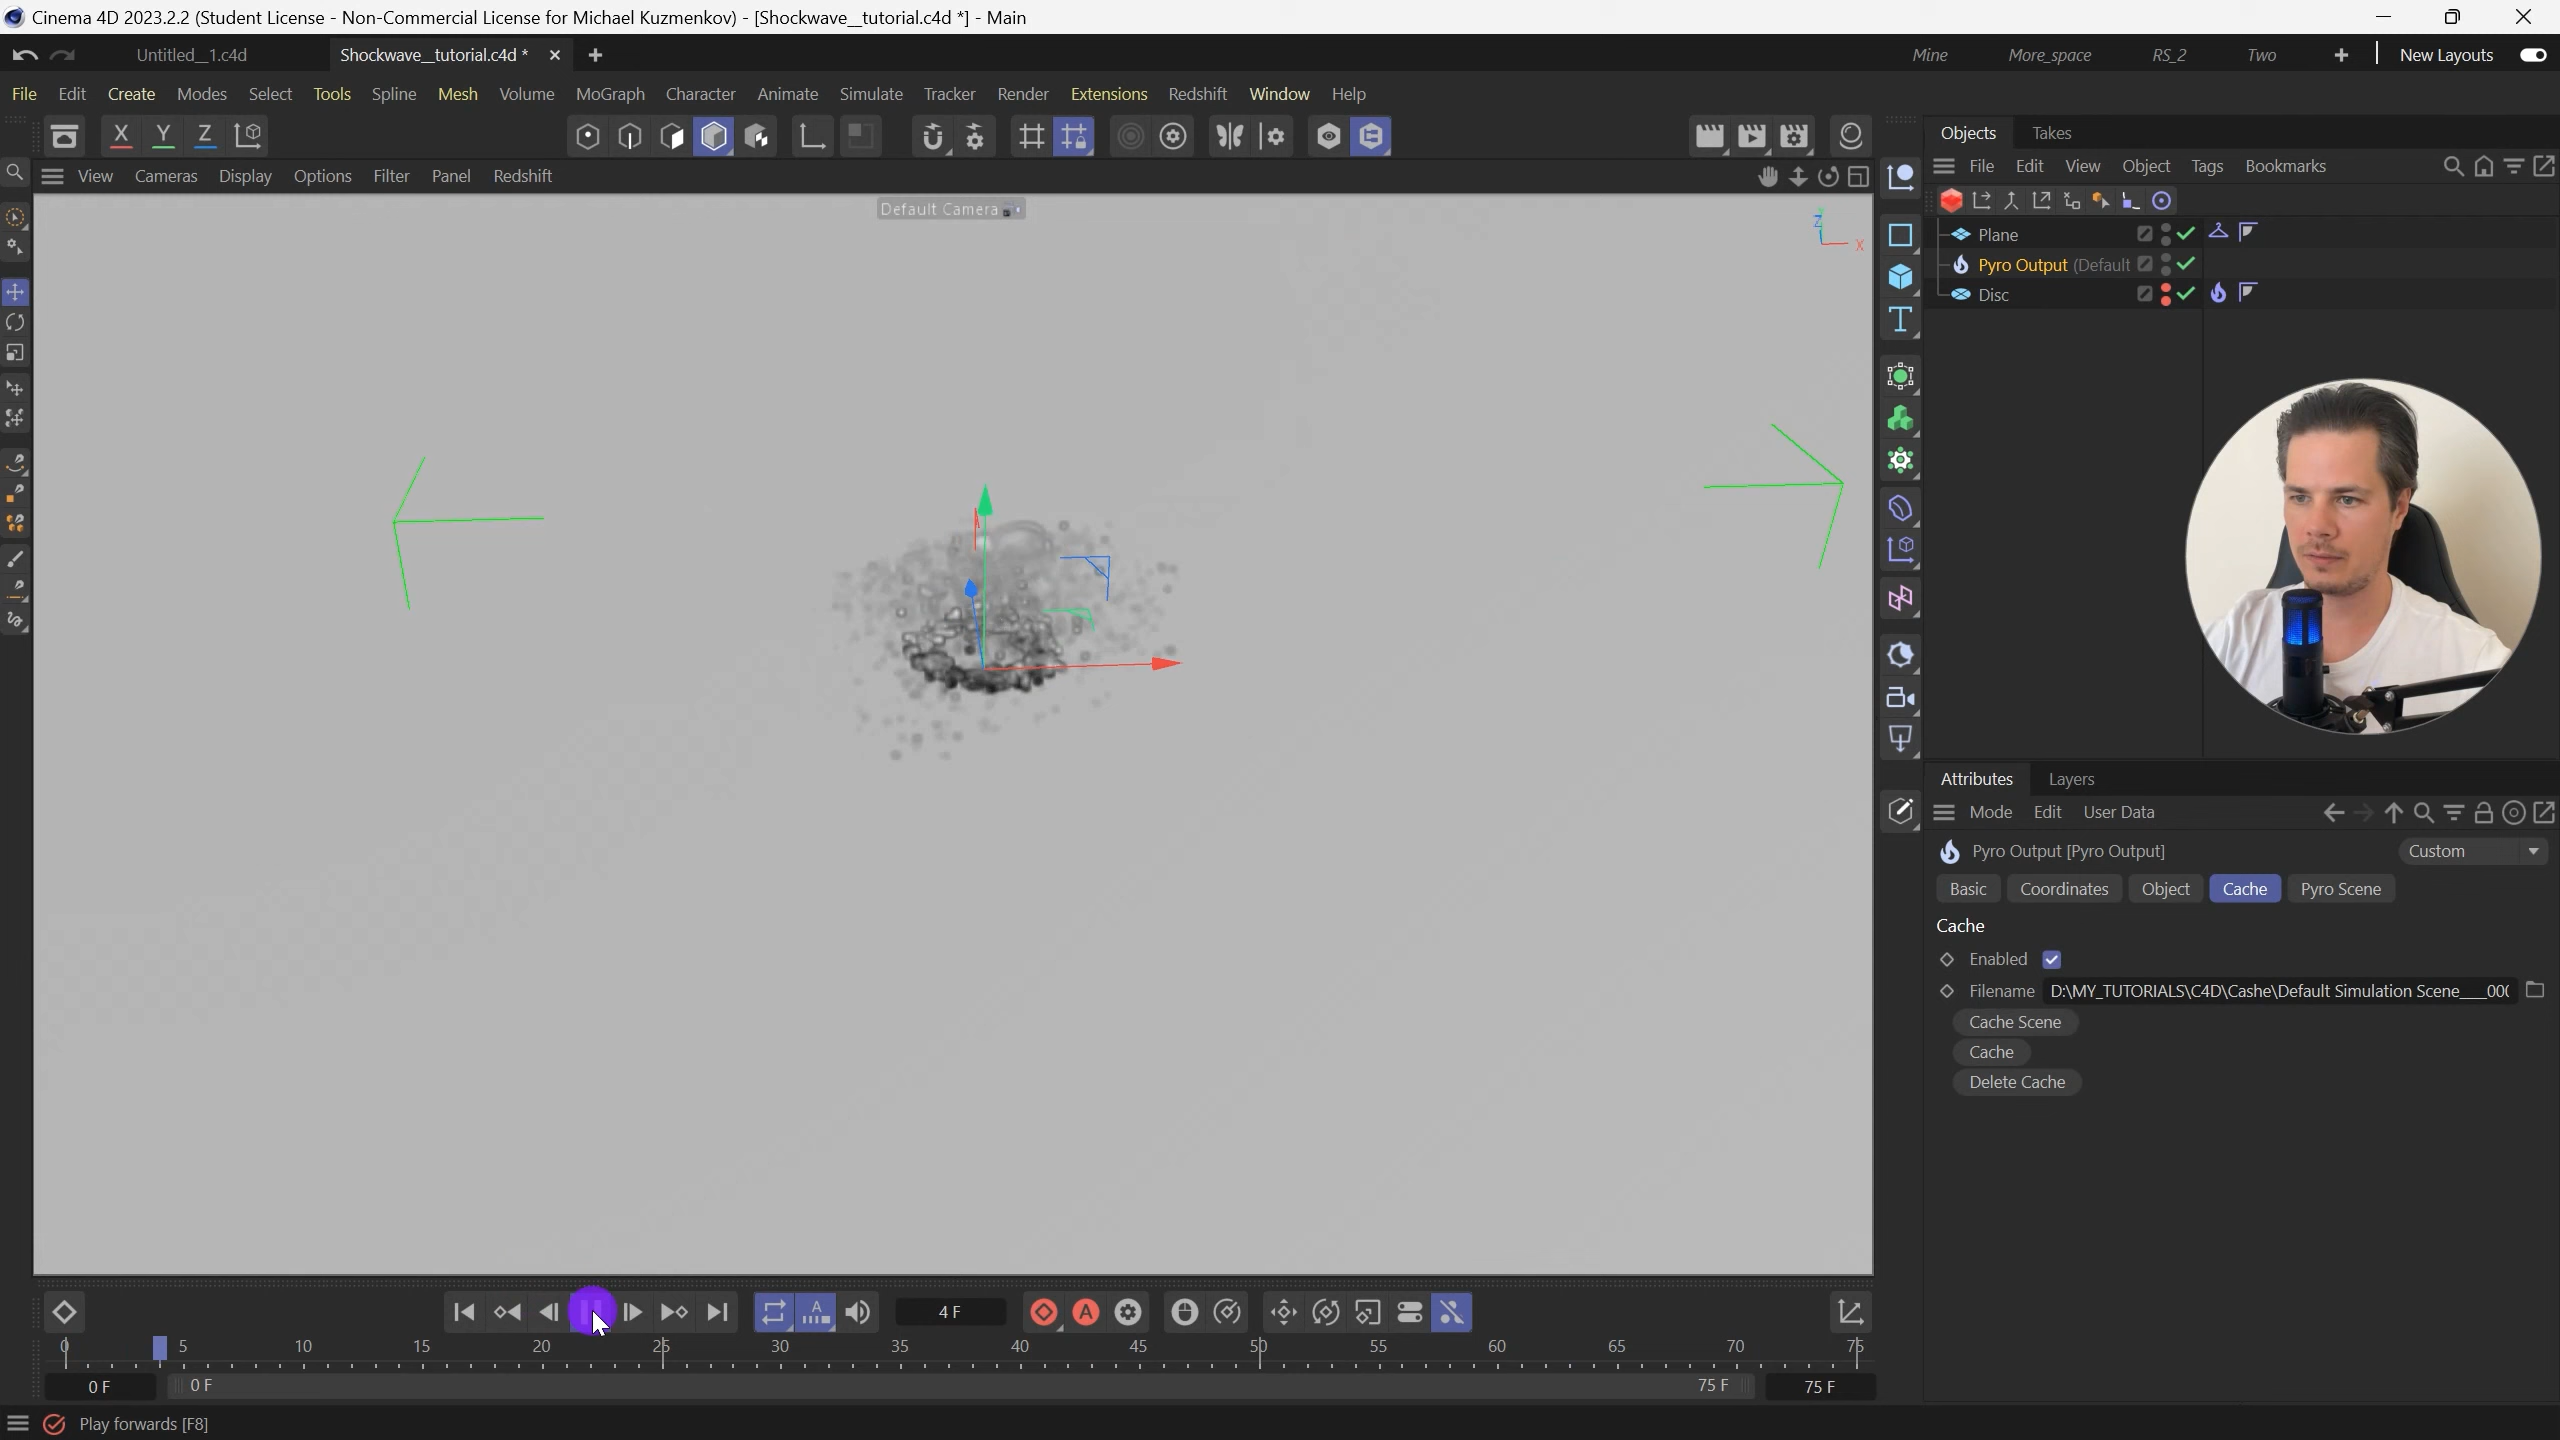 Cinema 4D 2023.2.2 (Student License - Non-Commercial License for Michael Kuzmenkov) - [Shockwave__tutorial.c4d *] - Main
Untitled__1.c4d
Shockwave__tutorial.c4d *
Mine
More_space
RS_2
Two
New Layouts
File Edit Create Modes Select Tools Spline Mesh Volume MoGraph Character Animate Simulate Tracker Render Extensions Redshift Window Help
X Y Z
Objects Takes
View Cameras Display Options Filter Panel Redshift
File Edit View Object Tags Bookmarks
Default Camera
Z
X
Plane
Pyro Output (Default
Disc
Attributes Layers
Mode Edit User Data
Pyro Output [Pyro Output]
Custom
Basic Coordinates Object Cache Pyro Scene
Cache
Enabled
Filename D:\MY_TUTORIALS\C4D\Cashe\Default Simulation Scene___00
Cache Scene
Cache
Delete Cache
A
4 F
A
0 5 10 15 20 25 30 35 40 45 50 55 60 65 70 75
0 F
0 F
75 F
75 F
Play forwards [F8]